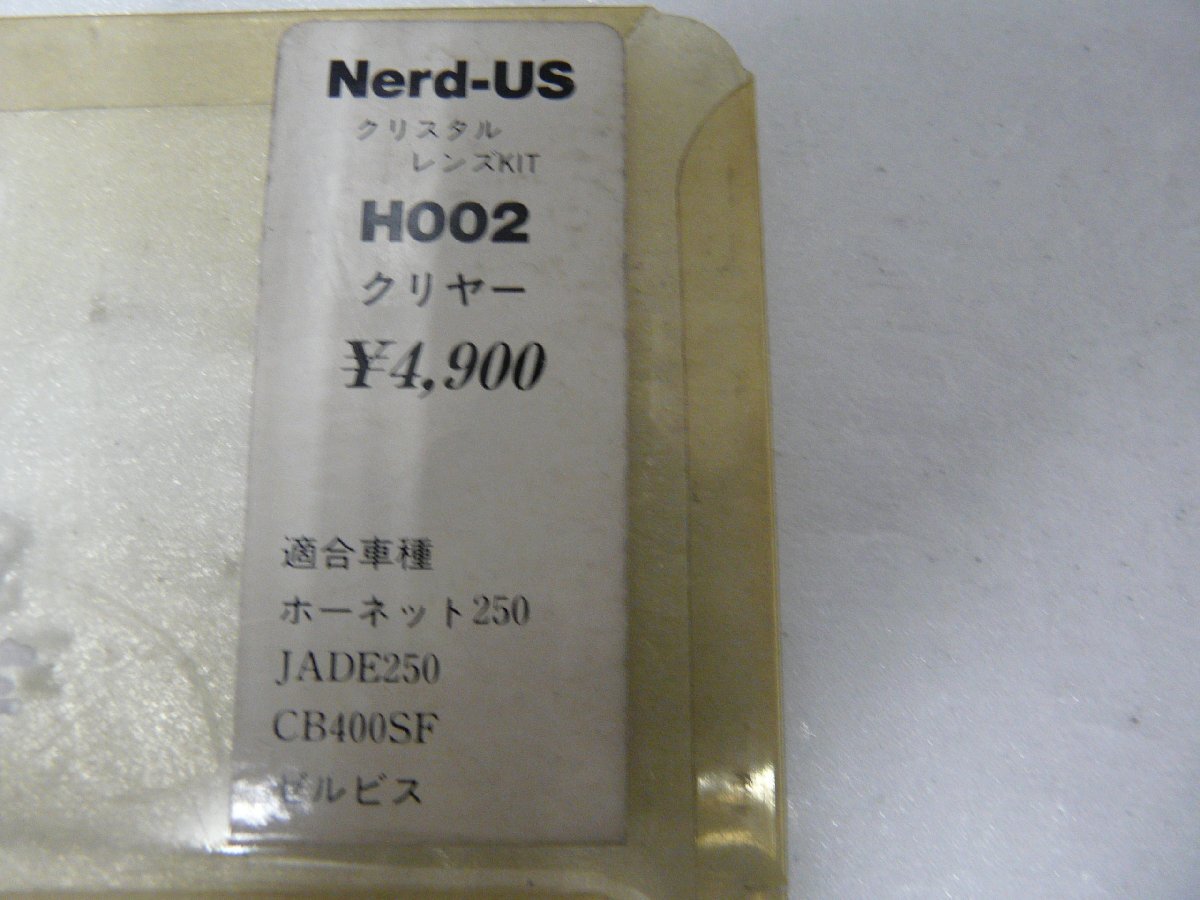 Nerd-US
クリスタル
レンズKIT
H002
クリヤー
¥4,900
適合車種
ホーネット250
JADE250
CB400SF
ゼルビス